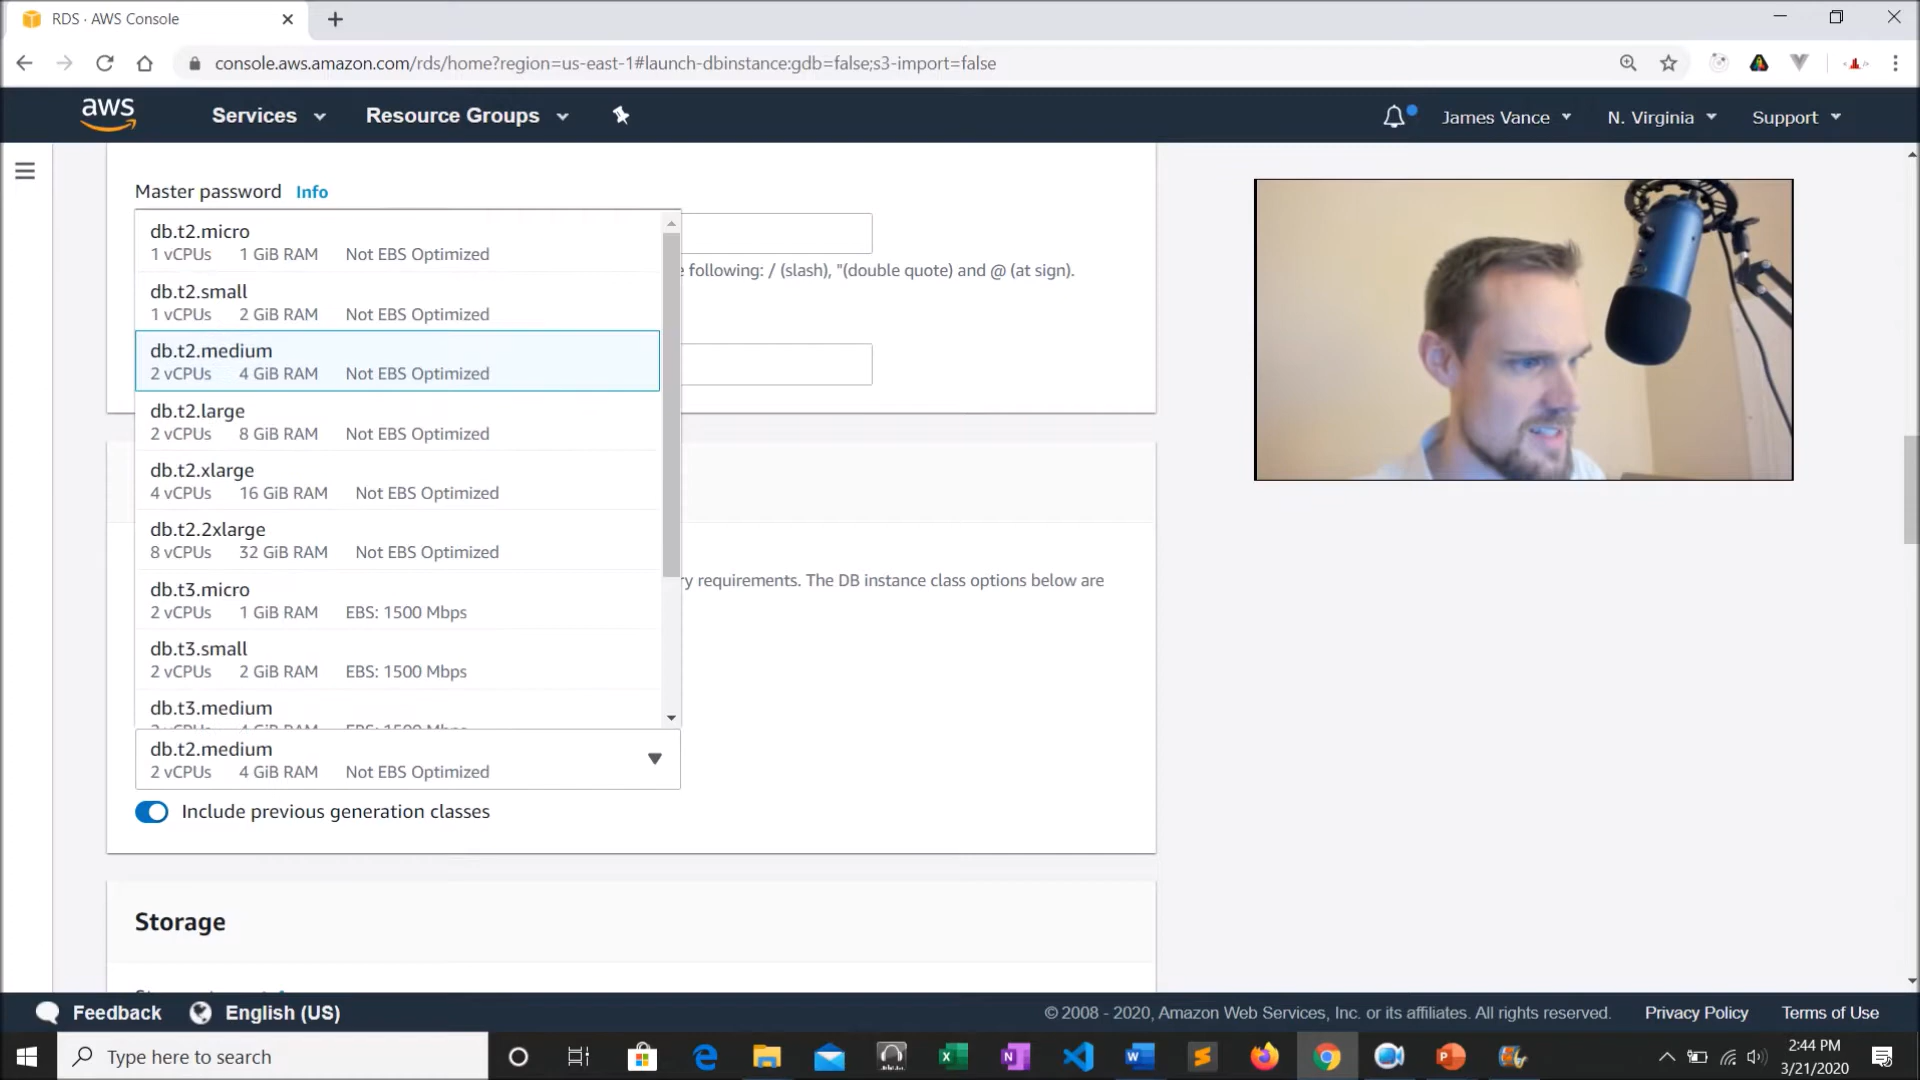 RDS · AWS Console
console.aws.amazon.com/rds/home?region=us-east-1#launch-dbinstance:gdb=false;s3-import=false
aws
Services
Resource Groups
James Vance
N. Virginia
Support
Master password Info
db.t2.micro
1 vCPUs 1 GiB RAM Not EBS Optimized
e following: / (slash), "(double quote) and @ (at sign).
db.t2.small
1 vCPUs 2 GiB RAM Not EBS Optimized
db.t2.medium
2 vCPUs 4 GiB RAM Not EBS Optimized
db.t2.large
2 vCPUs 8 GiB RAM Not EBS Optimized
db.t2.xlarge
4 vCPUs 16 GiB RAM Not EBS Optimized
db.t2.2xlarge
8 vCPUs 32 GiB RAM Not EBS Optimized
ry requirements. The DB instance class options below are
db.t3.micro
2 vCPUs 1 GiB RAM EBS: 1500 Mbps
db.t3.small
2 vCPUs 2 GiB RAM EBS: 1500 Mbps
db.t3.medium
2 vCPUs 4 GiB RAM EBS: 1500 Mbps
db.t2.medium
2 vCPUs 4 GiB RAM Not EBS Optimized
Include previous generation classes
Storage
Feedback
English (US)
© 2008 - 2020, Amazon Web Services, Inc. or its affiliates. All rights reserved.
Privacy Policy
Terms of Use
Type here to search
2:44 PM
3/21/2020